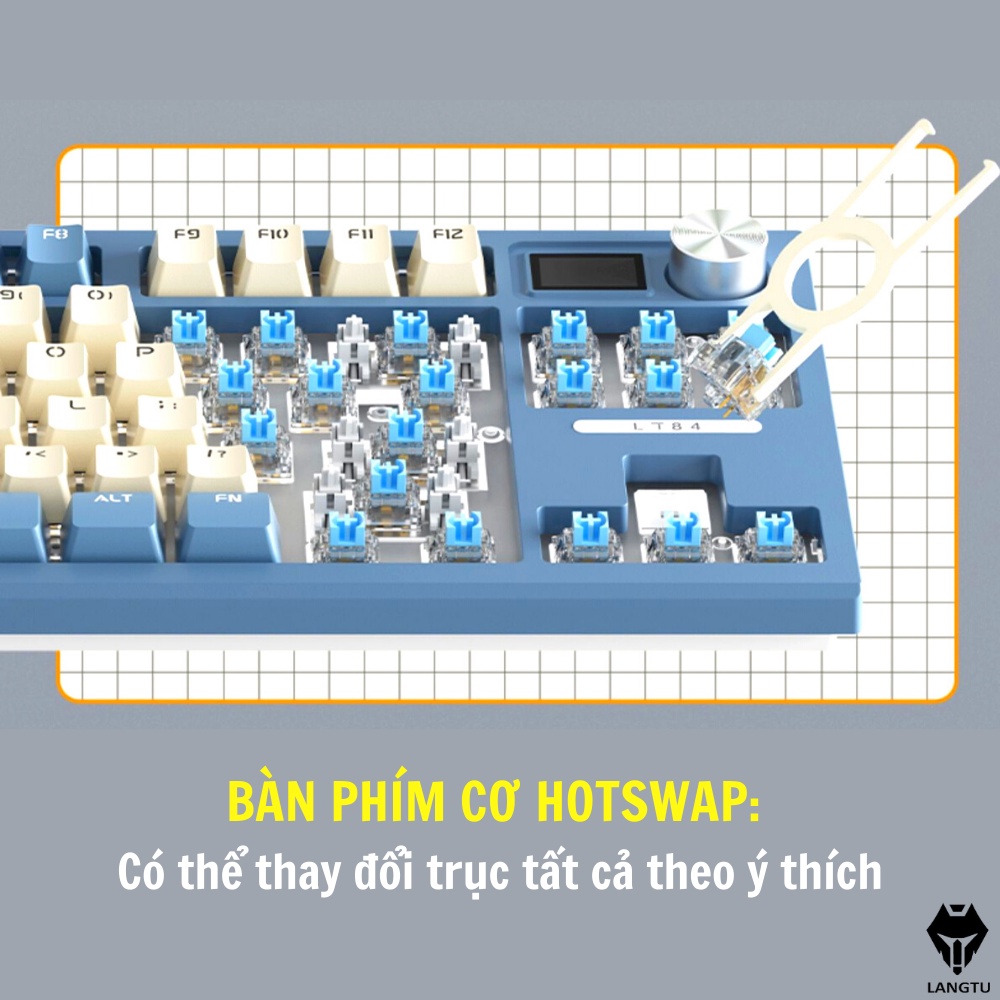 F8 F9 F10 F11 F12
9( 0)
O P
L ;:
,< .> /?
LT84
ALT FN
BÀN PHÍM CƠ HOTSWAP:
Có thể thay đổi trục tất cả theo ý thích
LANGTU